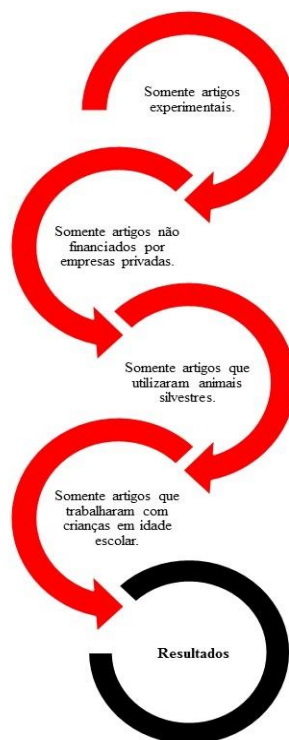 Somente artigos
experimentais.
Somente artigos não
financiados por
empresas privadas.
Somente artigos que
utilizaram animais
silvestres.
Somente artigos que
trabalharam com
crianças em idade
escolar.
Resultados